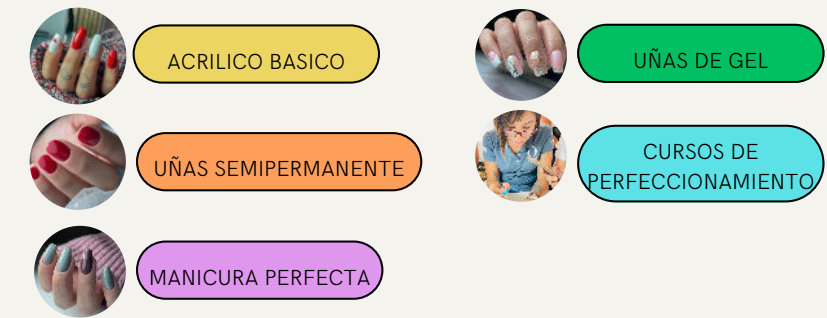 ACRILICO BASICO
UÑAS DE GEL
UÑAS SEMIPERMANENTE
CURSOS DE
PERFECCIONAMIENTO
MANICURA PERFECTA